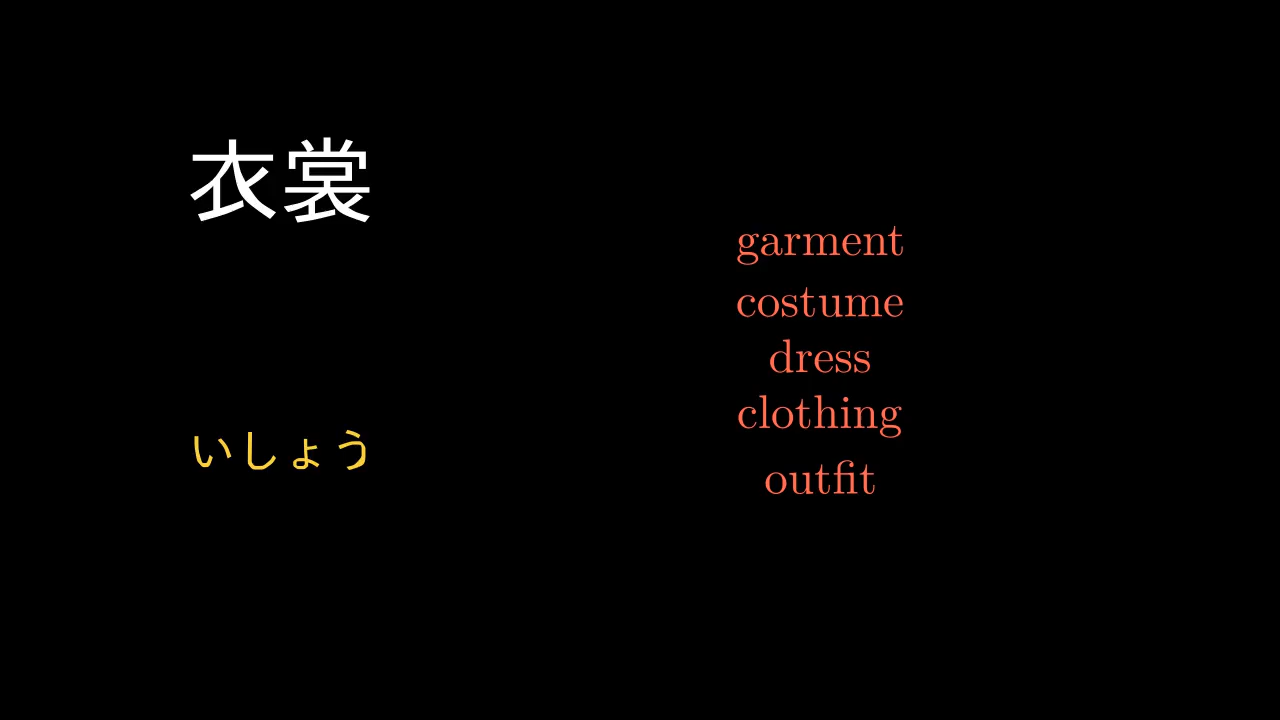 衣裳
いしょう
garment
costume
dress
clothing
outfit